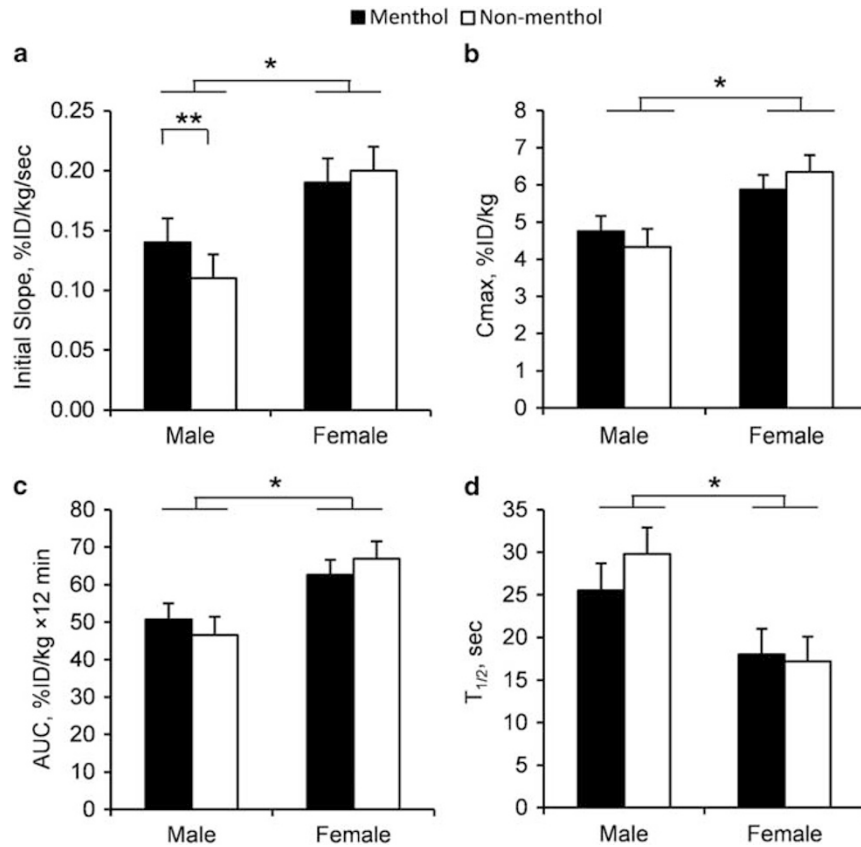 Menthol Non-menthol
a
*
**
Initial Slope, %ID/kg/sec
0.25
0.20
0.15
0.10
0.05
0.00
Male Female
b
*
Cmax, %ID/kg
8
7
6
5
4
3
2
1
0
Male Female
c
*
AUC, %ID/kg ×12 min
80
70
60
50
40
30
20
10
0
Male Female
d
*
T1/2, sec
35
30
25
20
15
10
5
0
Male Female